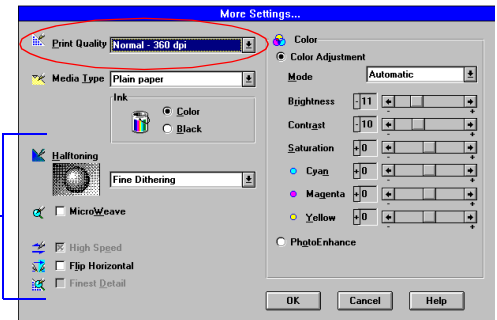 More Settings...
Print Quality
Normal - 360 dpi
Media Type
Plain paper
Ink
Color
Black
Halftoning
Fine Dithering
MicroWeave
High Speed
Flip Horizontal
Finest Detail
Color
Color Adjustment
Mode
Automatic
Brightness -11 - +
Contrast -10 - +
Saturation +0 - +
Cyan +0 - +
Magenta +0 - +
Yellow +0 - +
PhotoEnhance
OK Cancel Help